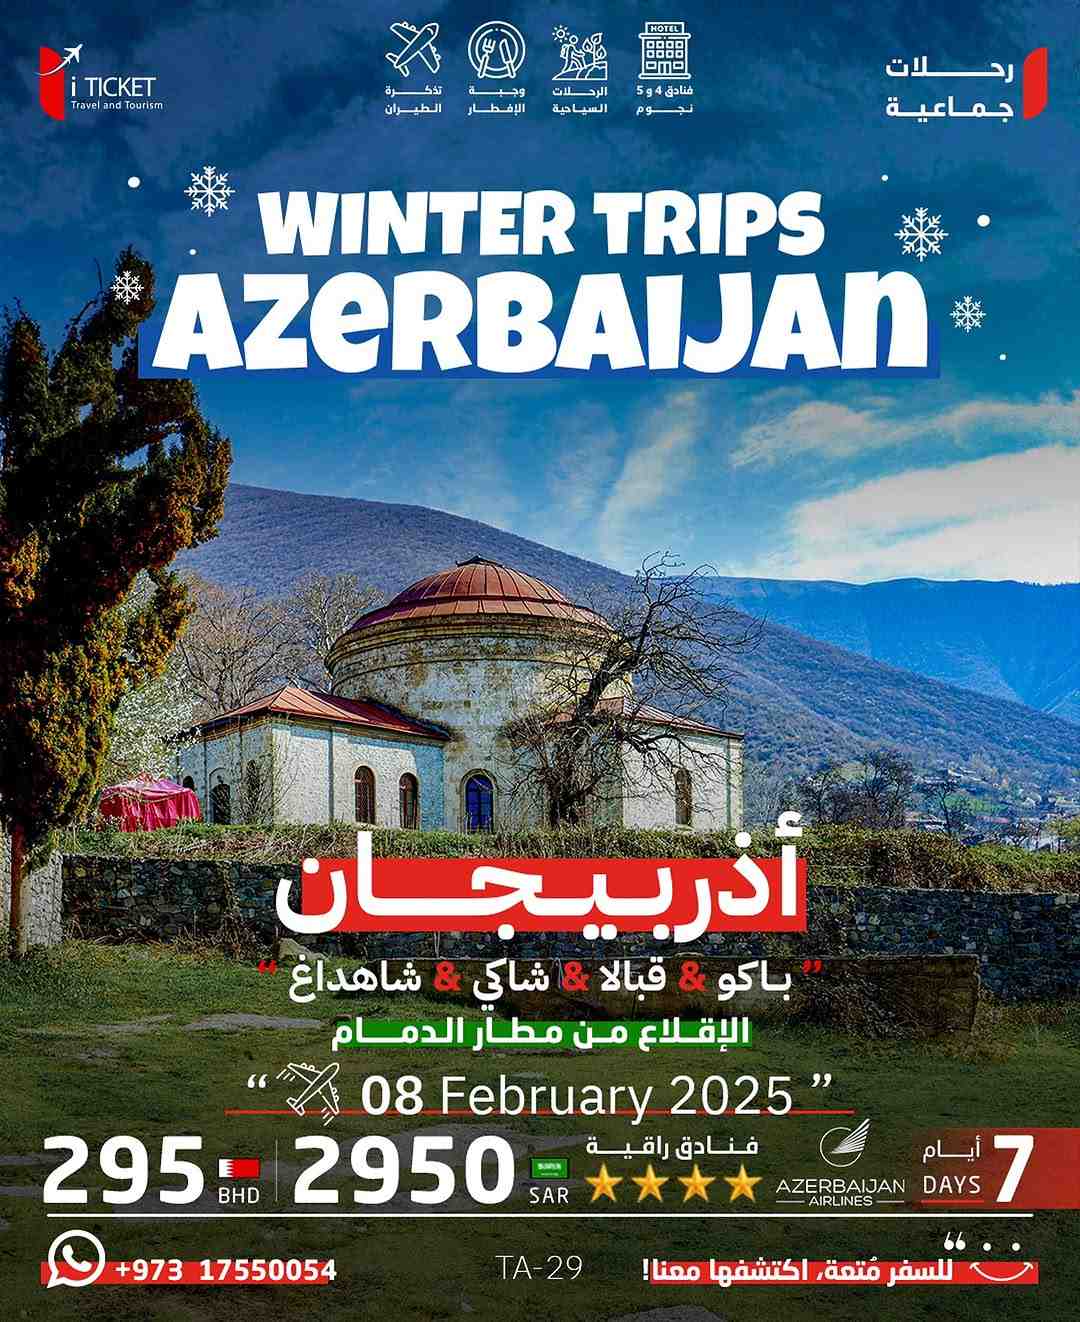 i TICKET
Travel and Tourism
تذكرة
الطيران
وجبة
الإفطار
الرحلات
السياحية
HOTEL
فنادق 4 و 5
نجوم
رحلات
جماعية
WINTER TRIPS
AZERBAIJAN
أذربيجان
" باكو & قبالا & شاكي & شاهداغ "
الإقلاع من مطار الدمام
“ 08 February 2025 ”
295 BHD
2950 SAR
فنادق راقية
AZERBAIJAN
AIRLINES
7 أيام
DAYS
+973 17550054
TA-29
للسفر مُتعة، اكتشفها معنا!